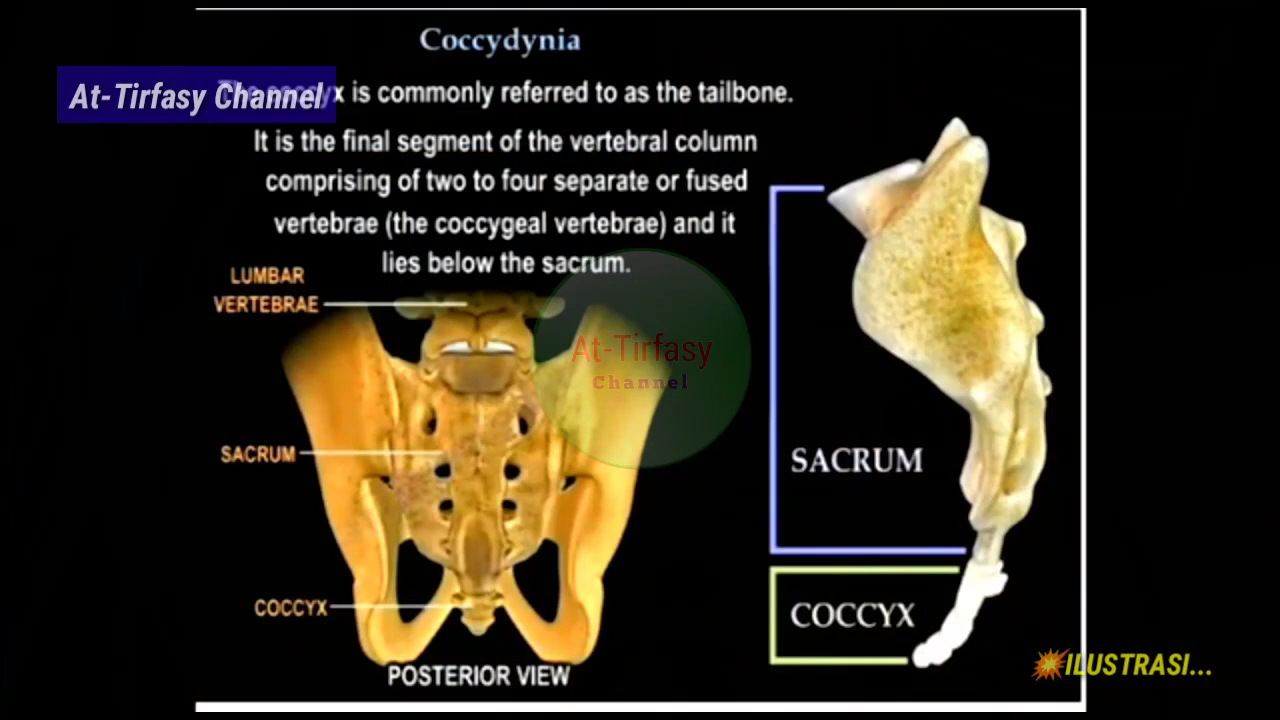 Coccydynia
At-Tirfasy Channel
x is commonly referred to as the tailbone.
It is the final segment of the vertebral column
comprising of two to four separate or fused
vertebrae (the coccygeal vertebrae) and it
lies below the sacrum.
LUMBAR
VERTEBRAE
At-Tirfasy
Channel
SACRUM
SACRUM
COCCYX
COCCYX
POSTERIOR VIEW
ILUSTRASI...